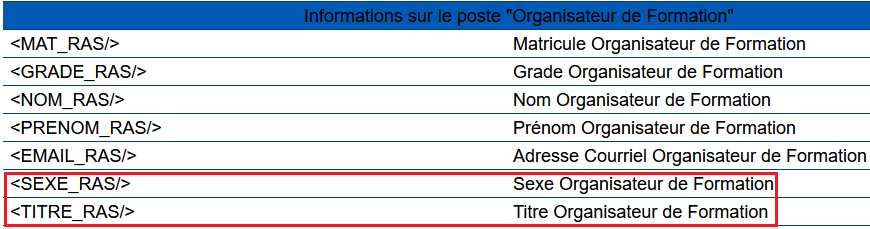 Informations sur le poste "Organisateur de Formation"
<MAT_RAS/> Matricule Organisateur de Formation
<GRADE_RAS/> Grade Organisateur de Formation
<NOM_RAS/> Nom Organisateur de Formation
<PRENOM_RAS/> Prénom Organisateur de Formation
<EMAIL_RAS/> Adresse Courriel Organisateur de Formation
<SEXE_RAS/> Sexe Organisateur de Formation
<TITRE_RAS/> Titre Organisateur de Formation